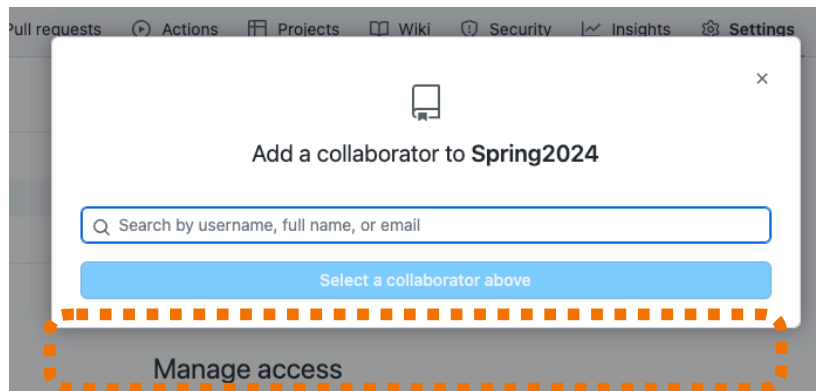 Pull requests Actions Projects Wiki Security Insights Settings
Add a collaborator to Spring2024
Search by username, full name, or email
Select a collaborator above
Manage access